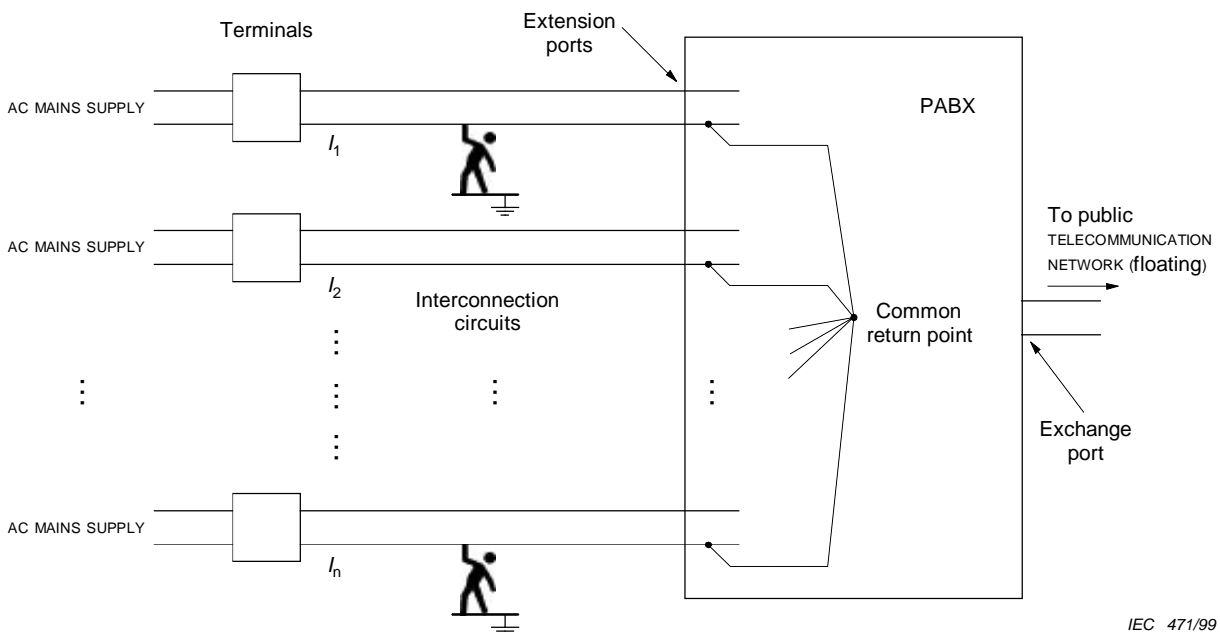 Terminals
Extension
ports
AC MAINS SUPPLY
I1
PABX
AC MAINS SUPPLY
I2
Interconnection
circuits
Common
return point
To public
TELECOMMUNICATION
NETWORK (floating)
Exchange
port
AC MAINS SUPPLY
In
IEC 471/99